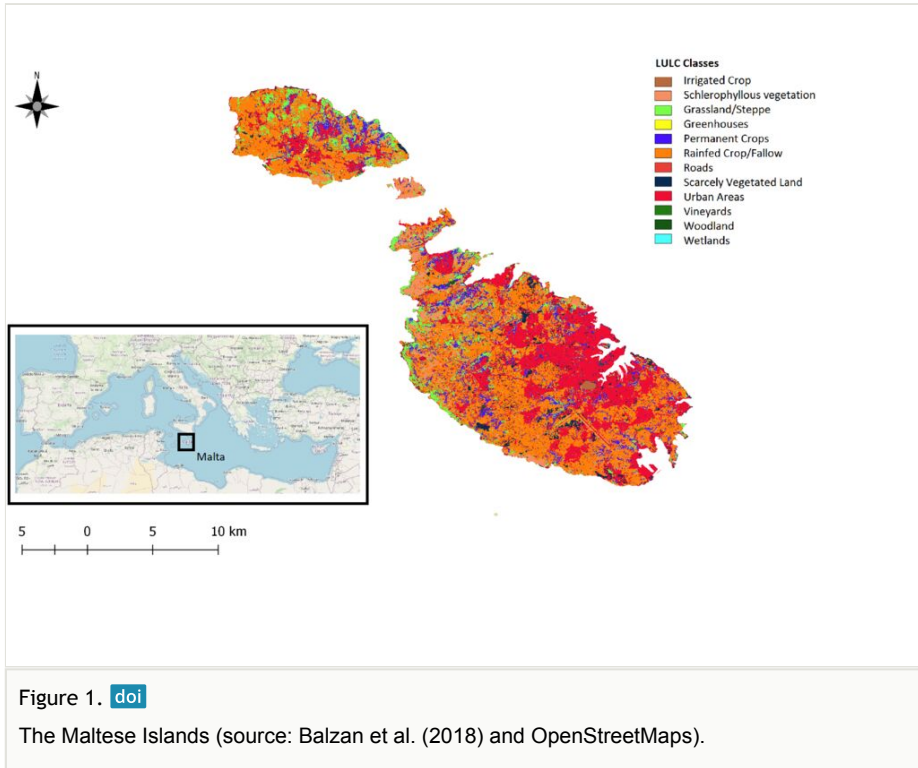 N
LULC Classes
Irrigated Crop
Schlerophyllous vegetation
Grassland/Steppe
Greenhouses
Permanent Crops
Rainfed Crop/Fallow
Roads
Scarcely Vegetated Land
Urban Areas
Vineyards
Woodland
Wetlands
Malta
5 0 5 10 km
Figure 1. doi
The Maltese Islands (source: Balzan et al. (2018) and OpenStreetMaps).